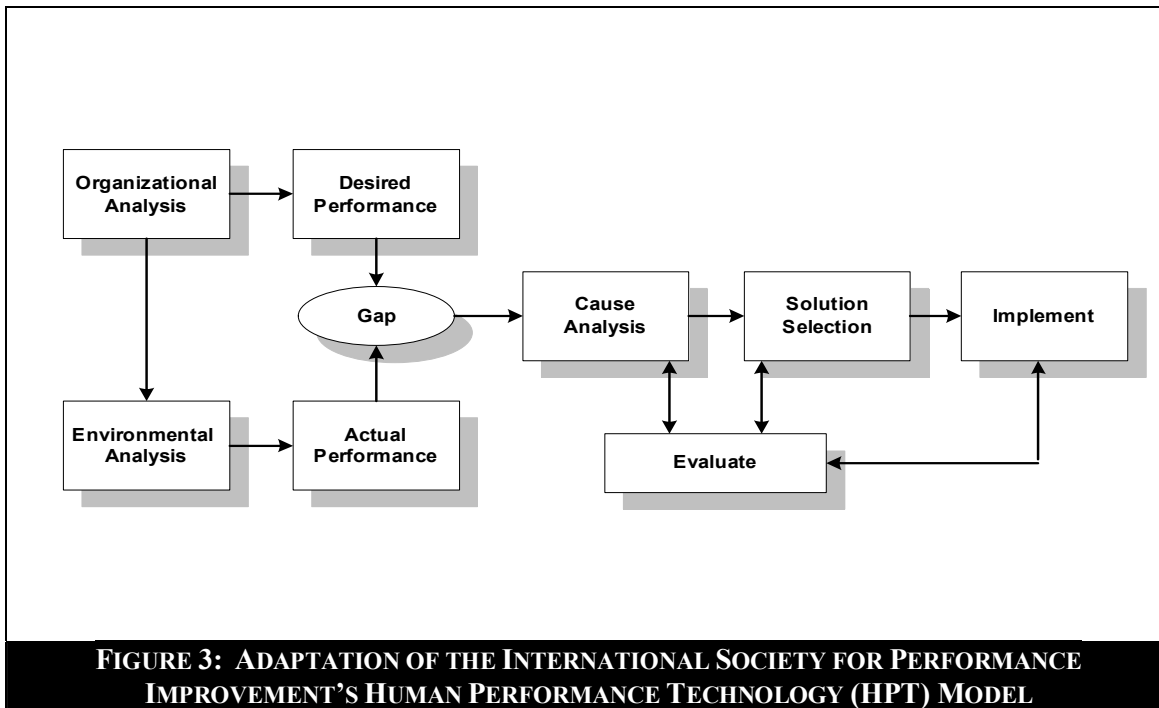 Organizational
Analysis
Desired
Performance
Gap
Cause
Analysis
Solution
Selection
Implement
Environmental
Analysis
Actual
Performance
Evaluate
FIGURE 3: ADAPTATION OF THE INTERNATIONAL SOCIETY FOR PERFORMANCE
IMPROVEMENT’S HUMAN PERFORMANCE TECHNOLOGY (HPT) MODEL